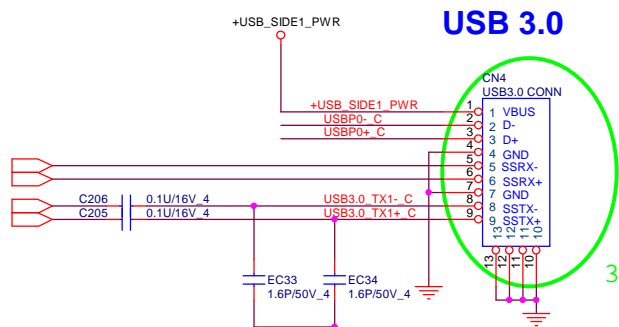 USB 3.0
+USB_SIDE1_PWR
CN4
USB3.0 CONN
+USB_SIDE1_PWR 1 1 VBUS
USBP0-_C 2 2 D-
USBP0+_C 3 3 D+
4 4 GND
5 5 SSRX-
6 6 SSRX+
7 7 GND
C206 0.1U/16V_4 USB3.0_TX1-_C 8 8 SSTX-
C205 0.1U/16V_4 USB3.0_TX1+_C 9 9 SSTX+
13 12 11 10
13 12 11 10
3
EC33 EC34
1.6P/50V_4 1.6P/50V_4